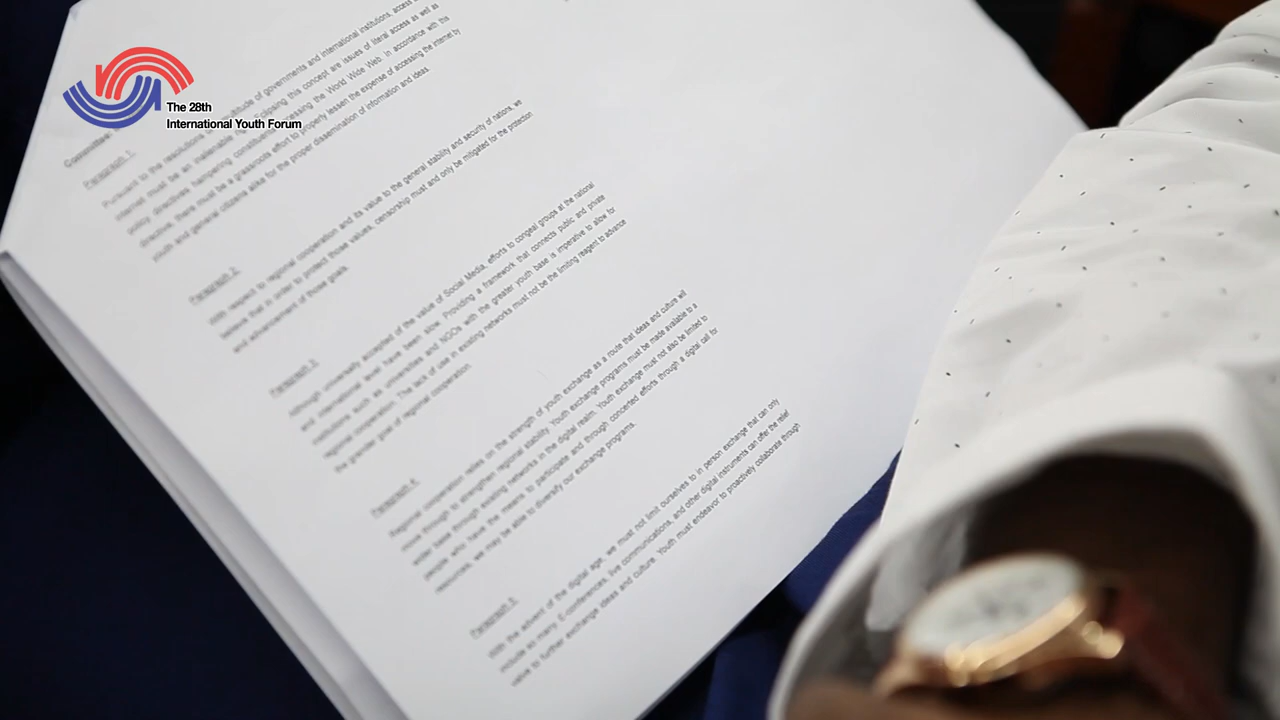 The 28th
International Youth Forum
Committee
Paragraph 1.
Pursuant to the resolutions of governments and international institutions, access
internet must be an inalienable this concept are issues of literal access as well as
policy directives, hampering constituents accessing the World Wide Web. In accordance with this
directive, there must be a grassroots effort to properly lessen the expense of accessing the internet by
youth and general citizens alike for the proper dissemination of information and ideas.
Paragraph 2.
With respect to regional cooperation and its value to the general stability and security of nations, we
believe that in order to protect those values, censorship must and only be mitigated for the protection
and advancement of those goals.
Paragraph 3.
Although universally accepted of the value of Social Media, efforts to congeal groups at the national
and international level have been slow. Providing a framework that connects public and private
institutions such as universities and NGOs with the greater youth base is imperative to allow for
regional cooperation. The lack of use in existing networks must not be the limiting reagent to advance
the grander goal of regional cooperation.
Paragraph 4.
Regional cooperation relies on the strength of youth exchange as a route that ideas and culture will
move through to strengthen regional stability. Youth exchange programs must be made available to a
wider base through existing networks in the digital realm. Youth exchange must not also be limited to
people who have the means to participate and through concerted efforts through a digital call for
resources, we may be able to diversify our exchange programs.
Paragraph 5.
With the advent of the digital age, we must not limit ourselves to in person exchange that can only
include so many. E-conferences, live communications, and other digital instruments can offer the relief
value to further exchange ideas and culture. Youth must endeavor to proactively collaborate through